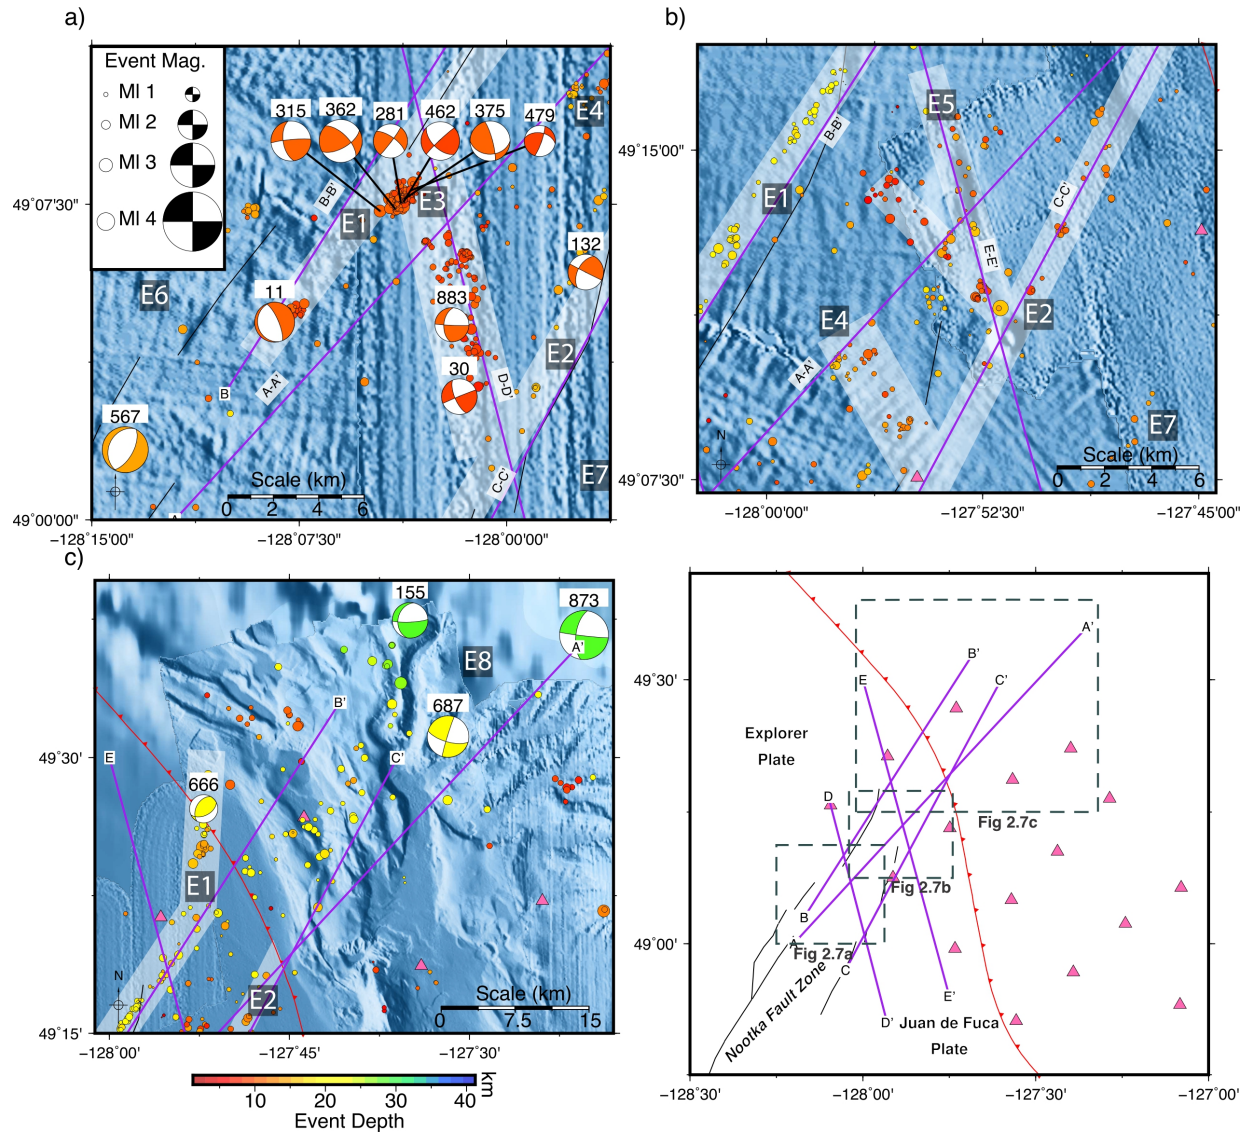 a)
Event Mag.
Ml 1
Ml 2
Ml 3
Ml 4
315
362
281
462
375
479
E4
B-B'
E1
E3
132
E6
11
883
E2
30
A-A'
B
D-D'
567
N
Scale (km)
0 2 4 6
C-C'
E7
A
49°07'30"
49°00'00"
−128°15'00"
−128°07'30"
−128°00'00"
b)
E5
B-B'
E1
C-C'
E-E'
E4
E2
A-A'
E7
N
Scale (km)
0 2 4 6
49°15'00"
49°07'30"
−128°00'00"
−127°52'30"
−127°45'00"
c)
155
873
A'
E8
B'
687
C'
E
666
E1
E2
N
Scale (km)
0 7.5 15
49°30'
49°15'
−128°00'
−127°45'
−127°30'
10 20 30 40
km
Event Depth
A'
B'
E
C'
Explorer
Plate
D
Fig 2.7c
Fig 2.7b
B
A
Fig 2.7a
C
Nootka Fault Zone
E'
D'
Juan de Fuca
Plate
49°30'
49°00'
−128°30'
−128°00'
−127°30'
−127°00'